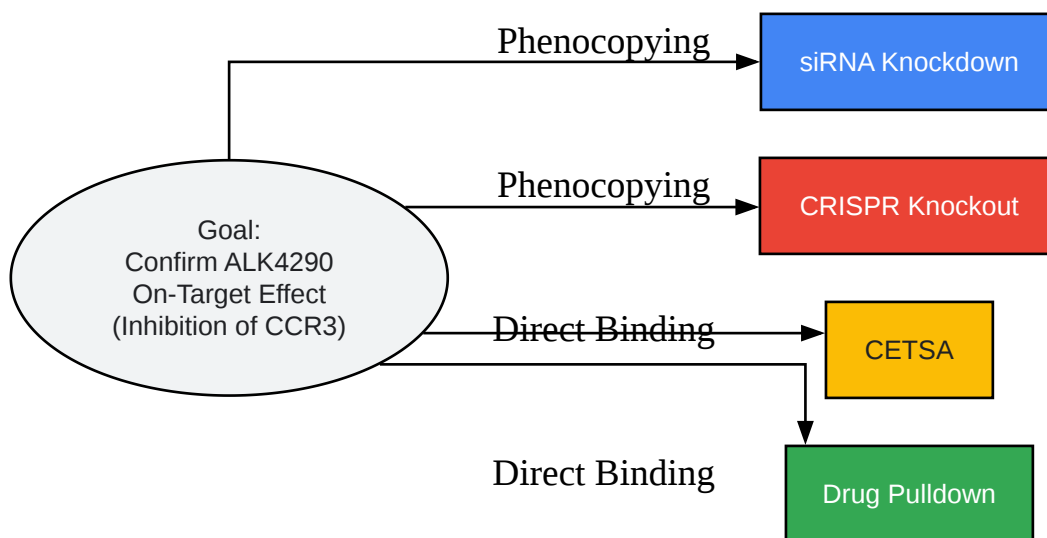 Phenocopying
siRNA Knockdown
Phenocopying
CRISPR Knockout
Goal:
Confirm ALK4290
On-Target Effect
(Inhibition of CCR3)
Direct Binding
CETSA
Direct Binding
Drug Pulldown